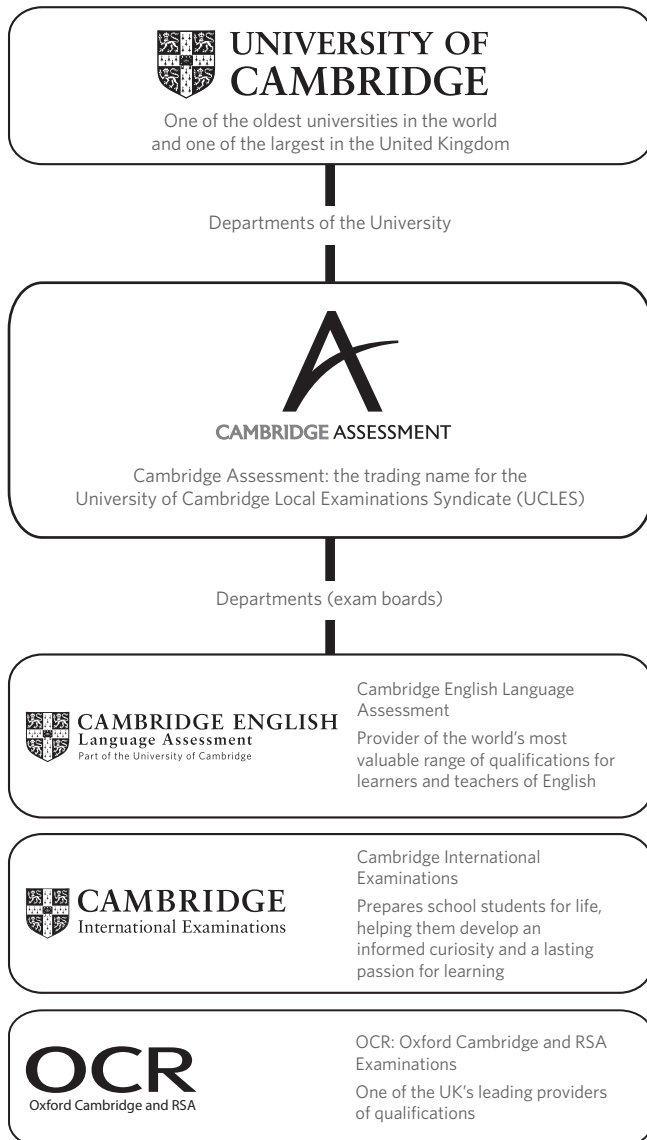 UNIVERSITY OF
CAMBRIDGE
One of the oldest universities in the world
and one of the largest in the United Kingdom
Departments of the University
CAMBRIDGE ASSESSMENT
Cambridge Assessment: the trading name for the
University of Cambridge Local Examinations Syndicate (UCLES)
Departments (exam boards)
CAMBRIDGE ENGLISH
Language Assessment
Part of the University of Cambridge
Cambridge English Language
Assessment
Provider of the world's most
valuable range of qualifications for
learners and teachers of English
CAMBRIDGE
International Examinations
Cambridge International
Examinations
Prepares school students for life,
helping them develop an
informed curiosity and a lasting
passion for learning
OCR
Oxford Cambridge and RSA
OCR: Oxford Cambridge and RSA
Examinations
One of the UK's leading providers
of qualifications